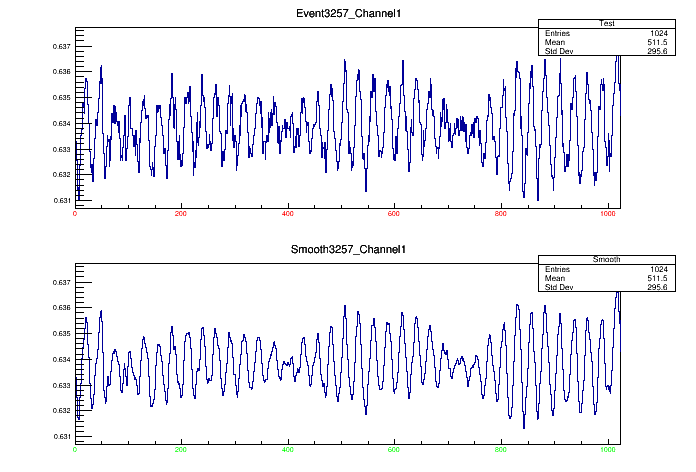 Event3257_Channel1
Test
Entries 1024
Mean 511.5
Std Dev 295.6
0.637
0.636
0.635
0.634
0.633
0.632
0.631
0 200 400 600 800 1000
Smooth3257_Channel1
Smooth
Entries 1024
Mean 511.5
Std Dev 295.6
0.637
0.636
0.635
0.634
0.633
0.632
0.631
0 200 400 600 800 1000